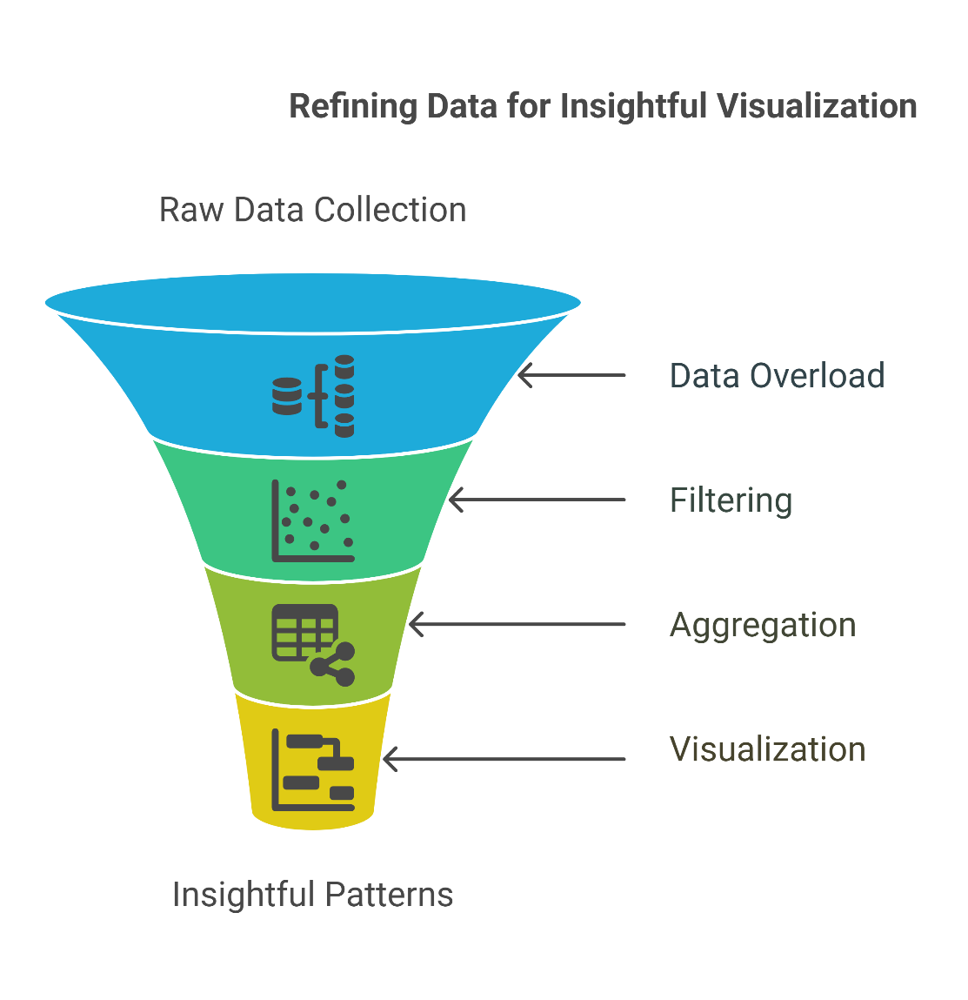 Refining Data for Insightful Visualization
Raw Data Collection
Data Overload
Filtering
Aggregation
Visualization
Insightful Patterns